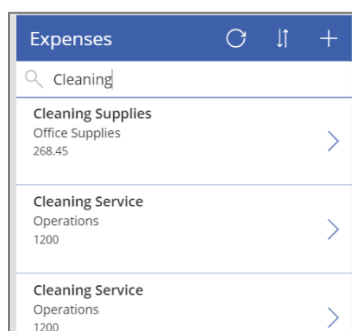 Expenses
Cleaning
Cleaning Supplies
Office Supplies
268.45
Cleaning Service
Operations
1200
Cleaning Service
Operations
1200